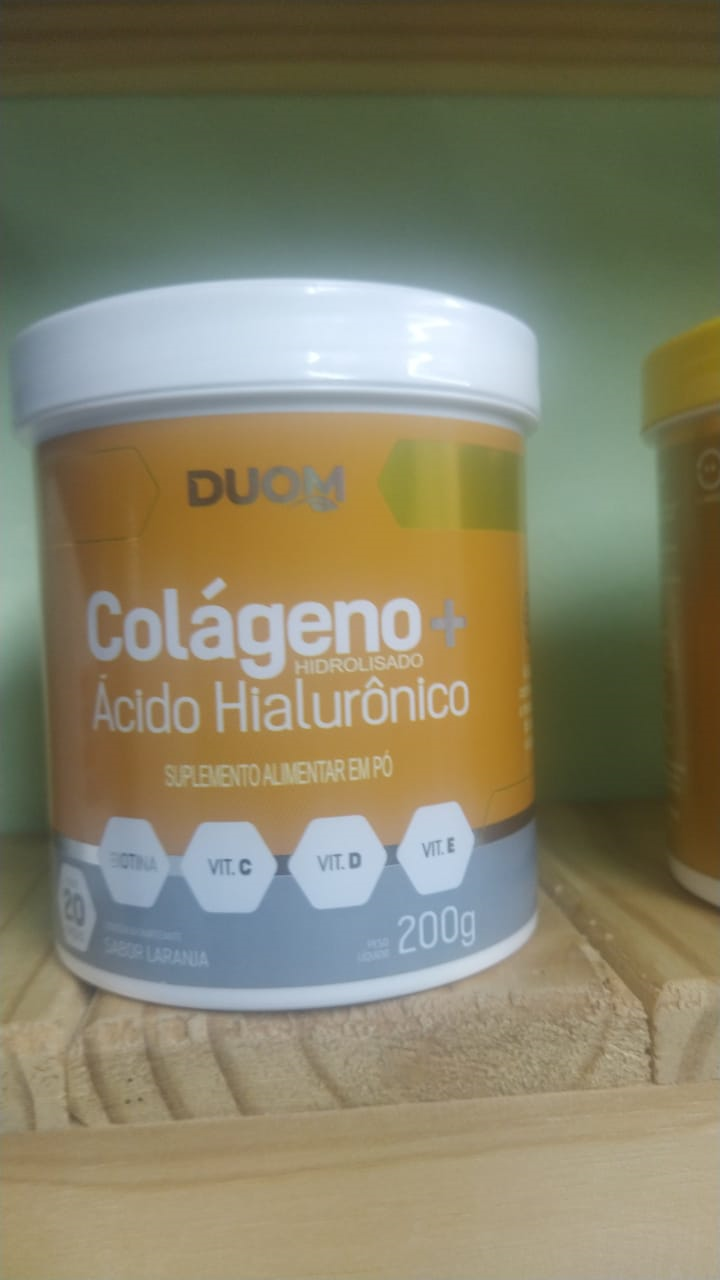 DUOM
Colágeno +
HIDROLISADO
Ácido Hialurônico
SUPLEMENTO ALIMENTAR EM PÓ
BIOTINA
VIT. C
VIT. D
VIT. E
20
SABOR LARANJA
PESO
LÍQUIDO
200g